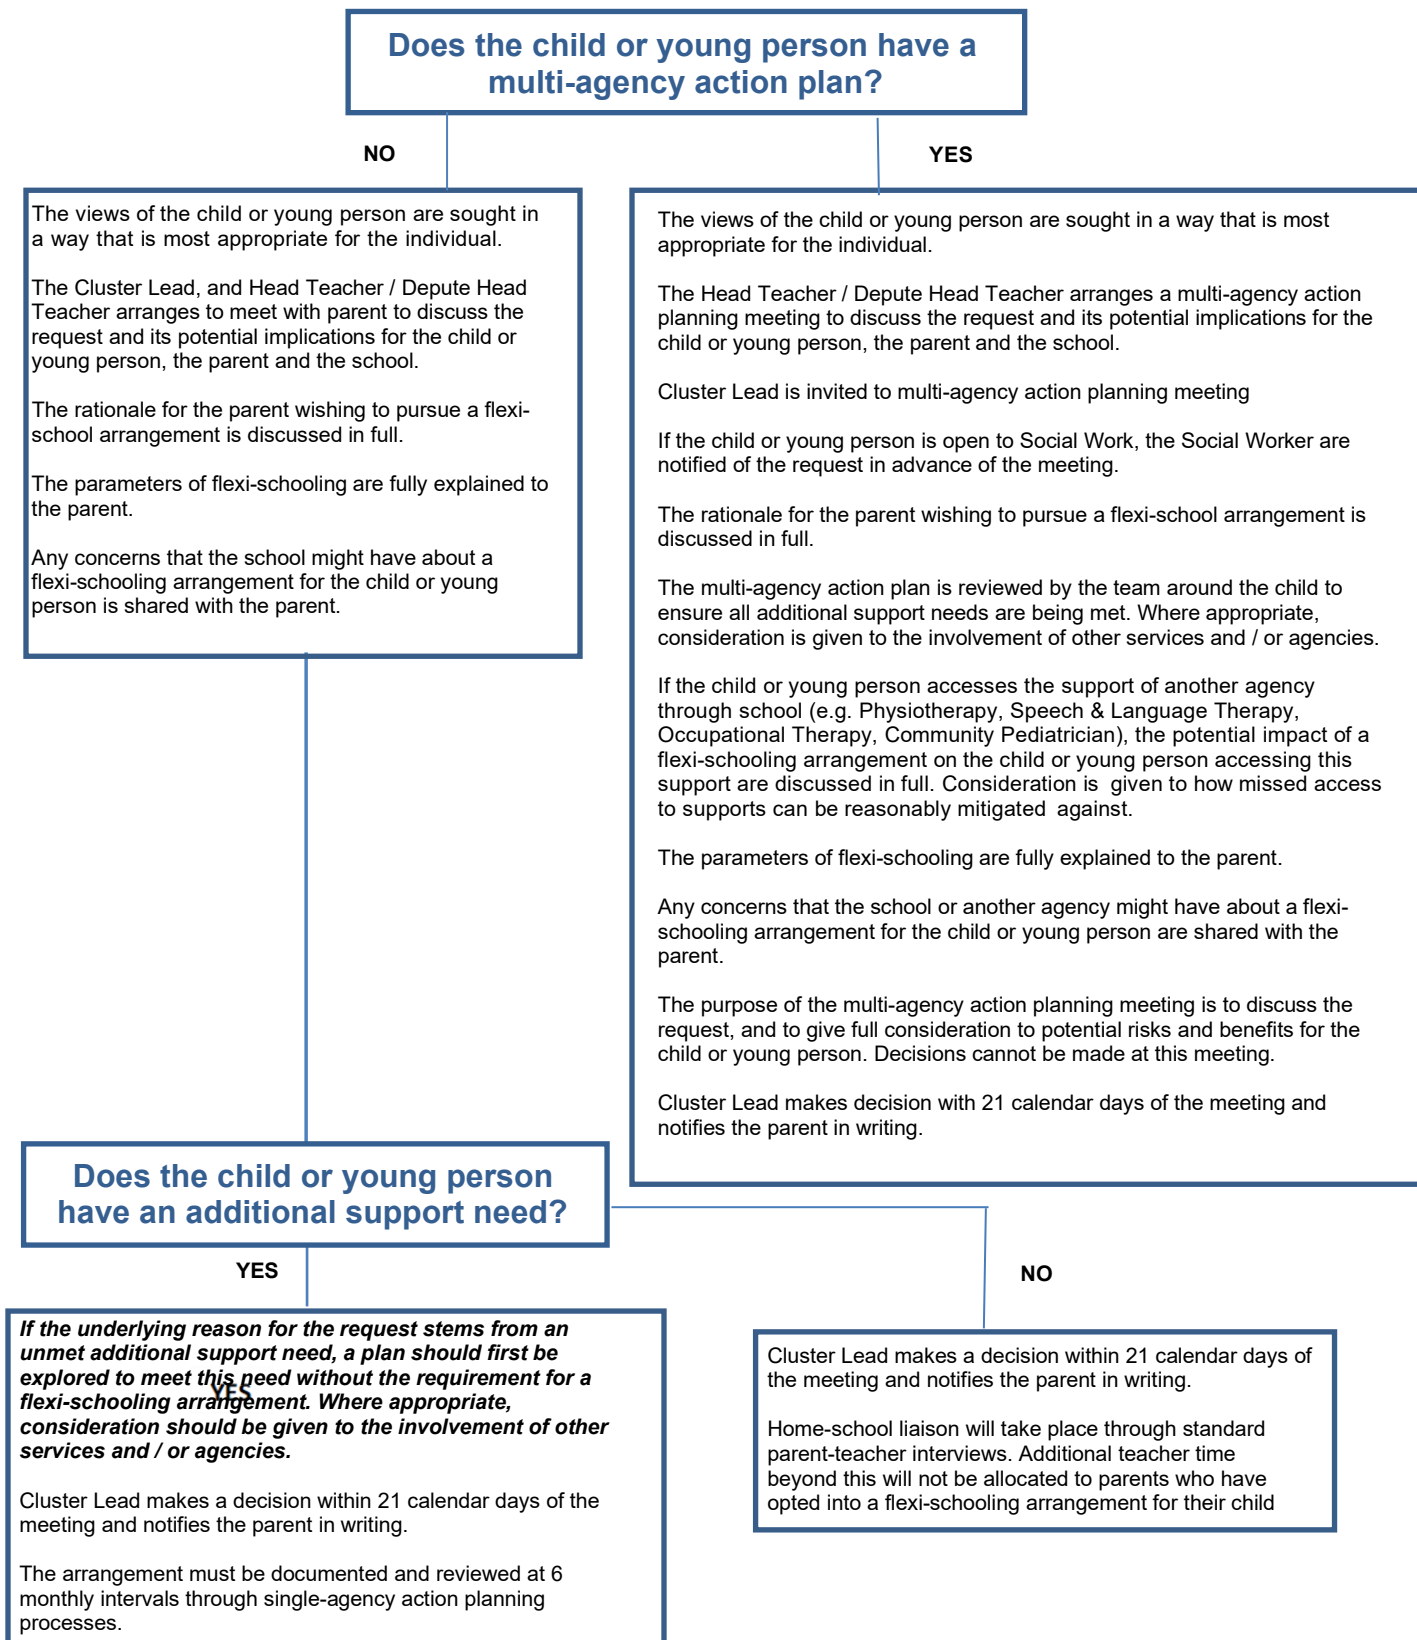 Does the child or young person have a
multi-agency action plan?
NO
YES
The views of the child or young person are sought in
a way that is most appropriate for the individual.
The Cluster Lead, and Head Teacher / Depute Head
Teacher arranges to meet with parent to discuss the
request and its potential implications for the child or
young person, the parent and the school.
The rationale for the parent wishing to pursue a flexi-
school arrangement is discussed in full.
The parameters of flexi-schooling are fully explained to
the parent.
Any concerns that the school might have about a
flexi-schooling arrangement for the child or young
person is shared with the parent.
The views of the child or young person are sought in a way that is most
appropriate for the individual.
The Head Teacher / Depute Head Teacher arranges a multi-agency action
planning meeting to discuss the request and its potential implications for the
child or young person, the parent and the school.
Cluster Lead is invited to multi-agency action planning meeting
If the child or young person is open to Social Work, the Social Worker are
notified of the request in advance of the meeting.
The rationale for the parent wishing to pursue a flexi-school arrangement is
discussed in full.
The multi-agency action plan is reviewed by the team around the child to
ensure all additional support needs are being met. Where appropriate,
consideration is given to the involvement of other services and / or agencies.
If the child or young person accesses the support of another agency
through school (e.g. Physiotherapy, Speech & Language Therapy,
Occupational Therapy, Community Pediatrician), the potential impact of a
flexi-schooling arrangement on the child or young person accessing this
support are discussed in full. Consideration is given to how missed access
to supports can be reasonably mitigated against.
The parameters of flexi-schooling are fully explained to the parent.
Any concerns that the school or another agency might have about a flexi-
schooling arrangement for the child or young person are shared with the
parent.
The purpose of the multi-agency action planning meeting is to discuss the
request, and to give full consideration to potential risks and benefits for the
child or young person. Decisions cannot be made at this meeting.
Cluster Lead makes decision with 21 calendar days of the meeting and
notifies the parent in writing.
Does the child or young person
have an additional support need?
YES
NO
If the underlying reason for the request stems from an
unmet additional support need, a plan should first be
explored to meet this need without the requirement for a
YES
flexi-schooling arrangement. Where appropriate,
consideration should be given to the involvement of other
services and / or agencies.
Cluster Lead makes a decision within 21 calendar days of the
meeting and notifies the parent in writing.
The arrangement must be documented and reviewed at 6
monthly intervals through single-agency action planning
processes.
Cluster Lead makes a decision within 21 calendar days of
the meeting and notifies the parent in writing.
Home-school liaison will take place through standard
parent-teacher interviews. Additional teacher time
beyond this will not be allocated to parents who have
opted into a flexi-schooling arrangement for their child